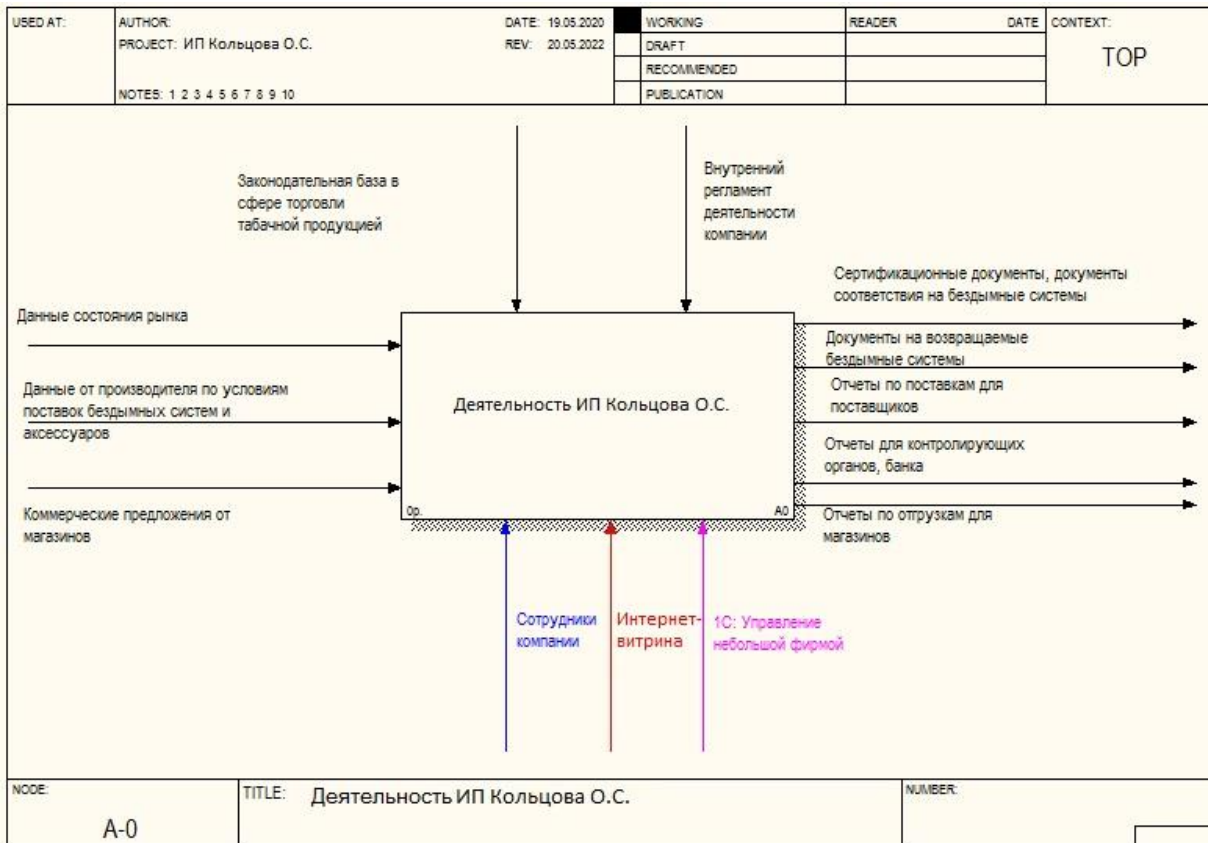 USED AT:
AUTHOR:
DATE: 19.05.2020
WORKING
READER
DATE
CONTEXT:
PROJECT: ИП Кольцова О.С.
REV: 20.05.2022
DRAFT
TOP
RECOMMENDED
NOTES: 1 2 3 4 5 6 7 8 9 10
PUBLICATION
Законодательная база в
сфере торговли
табачной продукцией
Внутренний
регламент
деятельности
компании
Данные состояния рынка
Данные от производителя по условиям
поставок бездымных систем и
аксессуаров
Коммерческие предложения от
магазинов
Деятельность ИП Кольцова О.С.
0р.
A0
Сертификационные документы, документы
соответствия на бездымные системы
Документы на возвращаемые
бездымные системы
Отчеты по поставкам для
поставщиков
Отчеты для контролирующих
органов, банка
Отчеты по отгрузкам для
магазинов
Сотрудники
компании
Интернет-
витрина
1С: Управление
небольшой фирмой
NODE:
A-0
TITLE: Деятельность ИП Кольцова О.С.
NUMBER: